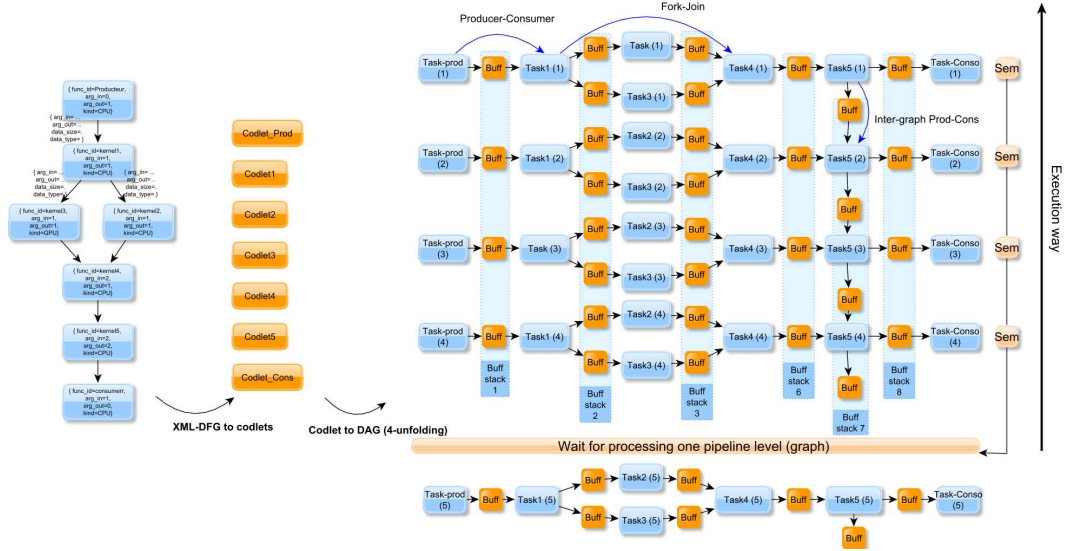 Producer-Consumer
Fork-Join
{ func_id=Producteur,
arg_in=0,
arg_out=1,
kind=CPU}
{ arg_in= ...
arg_out= ...
data_size=.
data_type= }
{ func_id=kernel1,
arg_in=1,
arg_out=1,
kind=CPU}
{ arg_in= ...
arg_out= ..
data_size=.
data_type= }
{ arg_in= ...
arg_out= ..
data_size=.
data_type= }
{ func_id=kernel3,
arg_in=1,
arg_out=1,
kind=GPU}
{ func_id=kernel2,
arg_in=1,
arg_out=1,
kind=CPU}
{ func_id=kernel4,
arg_in=2,
arg_out=1,
kind=CPU}
{ func_id=kernel5,
arg_in=2,
arg_out=2,
kind=CPU}
{ func_id=consumerr,
arg_in=1,
arg_out=0,
kind=CPU}
XML-DFG to codlets
Codlet_Prod
Codlet1
Codlet2
Codlet3
Codlet4
Codlet5
Codlet_Cons
Codlet to DAG (4-unfolding)
Task-prod
(1)
Buff
Task1 (1)
Buff
Task (1)
Buff
Buff
Task3 (1)
Buff
Task4 (1)
Buff
Task5 (1)
Buff
Task-Conso
(1)
Sem
Buff
Inter-graph Prod-Cons
Task-prod
(2)
Buff
Task1 (2)
Buff
Task2 (2)
Buff
Buff
Task3 (2)
Buff
Task4 (2)
Buff
Task5 (2)
Buff
Task-Conso
(2)
Sem
Buff
Task-prod
(3)
Buff
Task (3)
Buff
Task2 (3)
Buff
Buff
Task3 (3)
Buff
Task4 (3)
Buff
Task5 (3)
Buff
Task-Conso
(3)
Sem
Buff
Task-prod
(4)
Buff
Task1 (4)
Buff
Task2 (4)
Buff
Buff
Task3 (4)
Buff
Task4 (4)
Buff
Task5 (4)
Buff
Task-Conso
(4)
Sem
Buff
Buff
stack
1
Buff
stack
2
Buff
stack
3
Buff
stack
6
Buff
stack 7
Buff
stack
8
Execution way
Wait for processing one pipeline level (graph)
Task-prod
(5)
Buff
Task1 (5)
Buff
Task2 (5)
Buff
Buff
Task3 (5)
Buff
Task4 (5)
Buff
Task5 (5)
Buff
Task-Conso
(5)
Buff